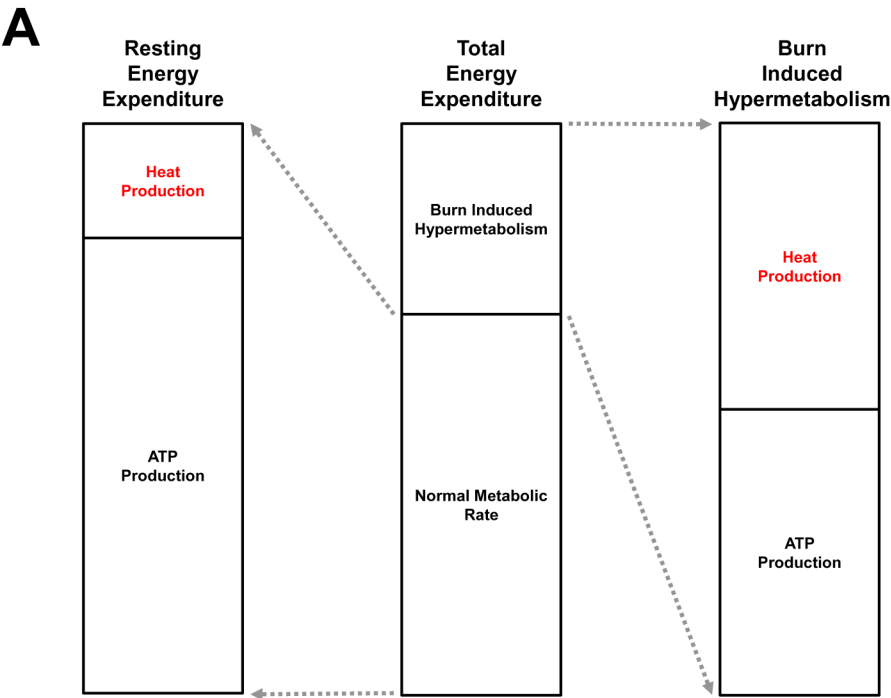 A
Resting
Energy
Expenditure
Total
Energy
Expenditure
Burn
Induced
Hypermetabolism
Heat
Production
ATP
Production
Burn Induced
Hypermetabolism
Normal Metabolic
Rate
Heat
Production
ATP
Production